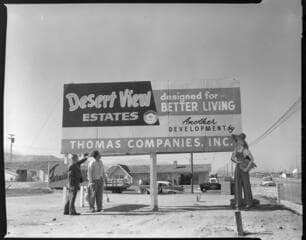 Desert View
ESTATES
designed for..
BETTER LIVING
Another
DEVELOPMENT by
THOMAS COMPANIES, INC.